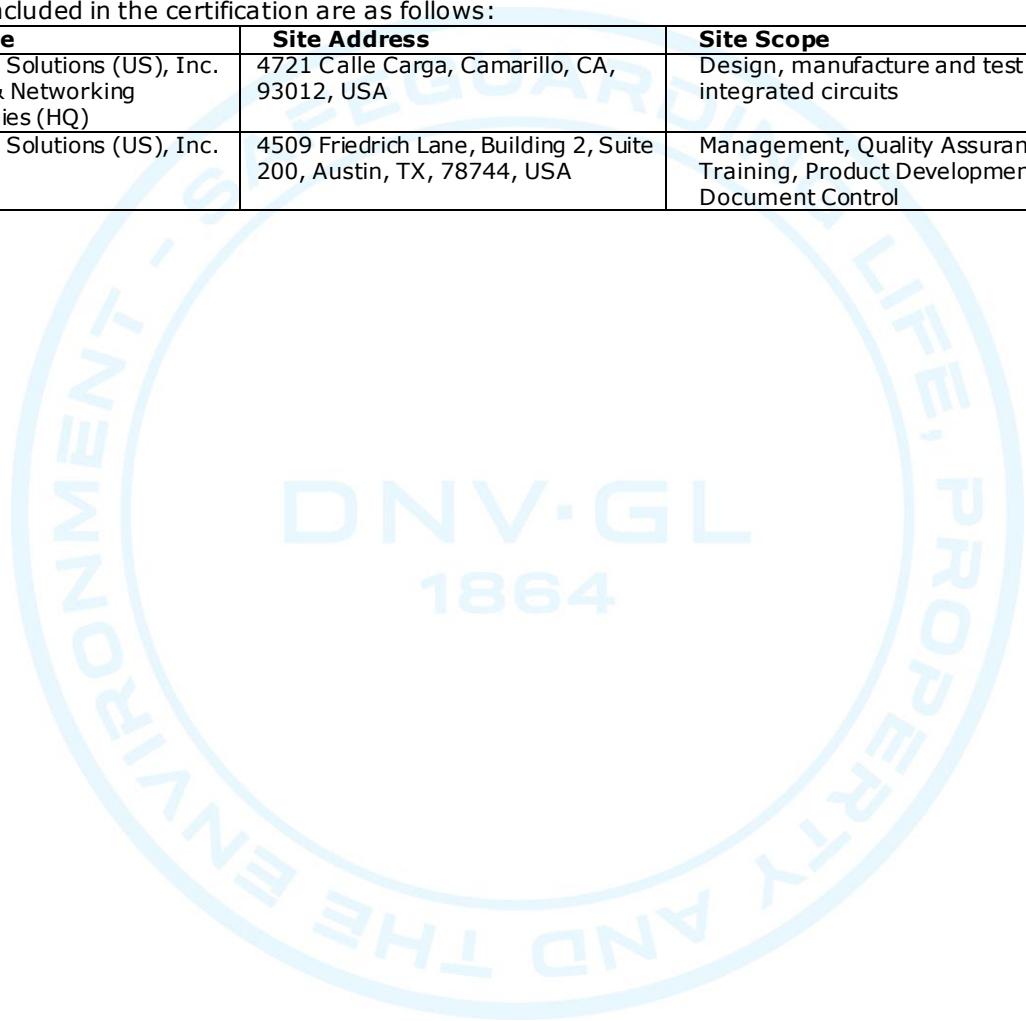 ncluded in the certification are as follows:
e Site Address Site Scope
Solutions (US), Inc. 4721 Calle Carga, Camarillo, CA, Design, manufacture and test
& Networking 93012, USA integrated circuits
ies (HQ)
Solutions (US), Inc. 4509 Friedrich Lane, Building 2, Suite Management, Quality Assuran
200, Austin, TX, 78744, USA Training, Product Developmen
Document Control
SAFEGUARDING LIFE, PROPERTY AND THE ENVIRONMENT -
DNV·GL
1864